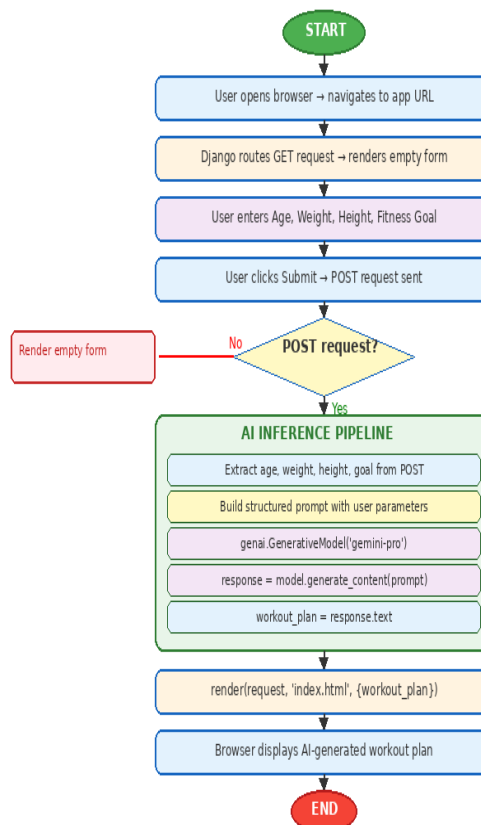 START
User opens browser → navigates to app URL
Django routes GET request → renders empty form
User enters Age, Weight, Height, Fitness Goal
User clicks Submit → POST request sent
POST request?
No
Render empty form
Yes
AI INFERENCE PIPELINE
Extract age, weight, height, goal from POST
Build structured prompt with user parameters
genai.GenerativeModel('gemini-pro')
response = model.generate_content(prompt)
workout_plan = response.text
render(request, 'index.html', {workout_plan})
Browser displays AI-generated workout plan
END